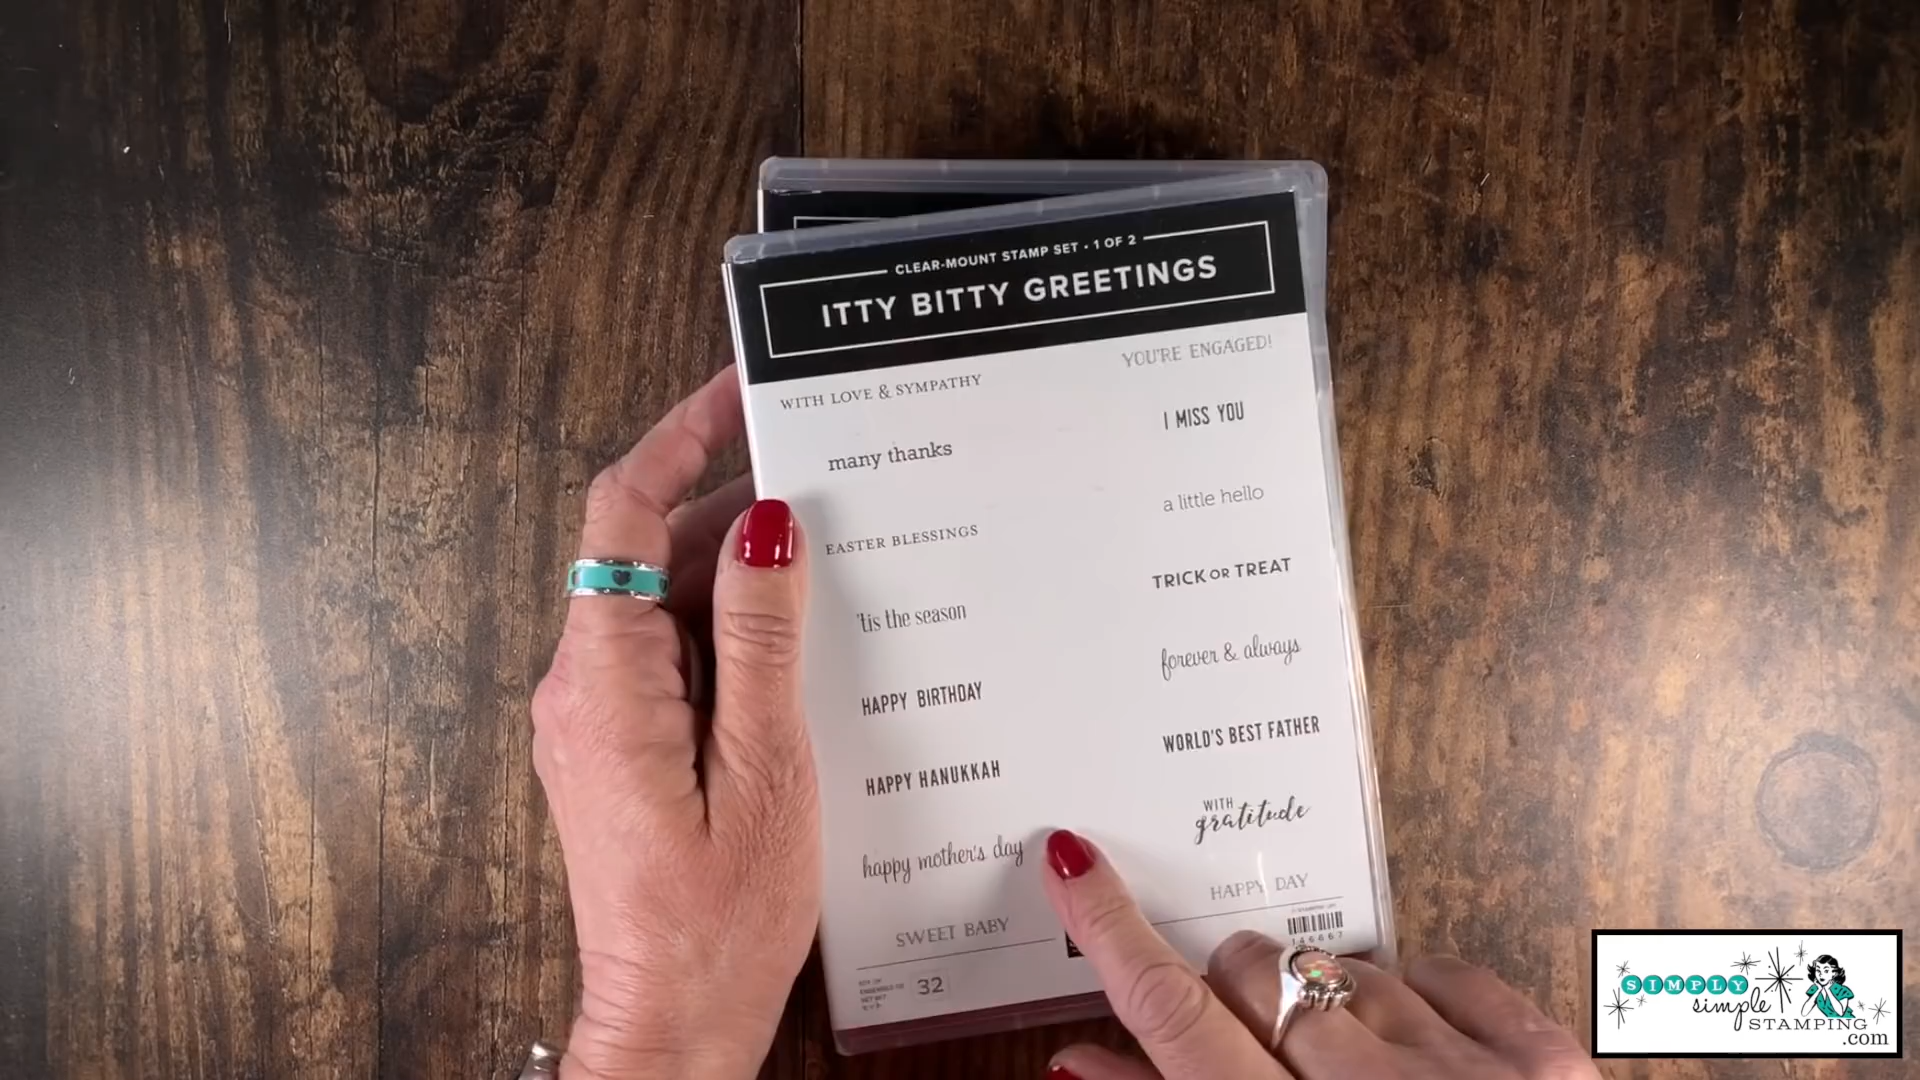 CLEAR-MOUNT STAMP SET • 1 OF 2
ITTY BITTY GREETINGS
WITH LOVE & SYMPATHY
many thanks
EASTER BLESSINGS
'tis the season
HAPPY BIRTHDAY
HAPPY HANUKKAH
happy mother's day
SWEET BABY
32
YOU'RE ENGAGED!
I MISS YOU
a little hello
TRICK OR TREAT
forever & always
WORLD'S BEST FATHER
WITH
gratitude
HAPPY DAY
146667
SIMPLY
simple
STAMPING
.com